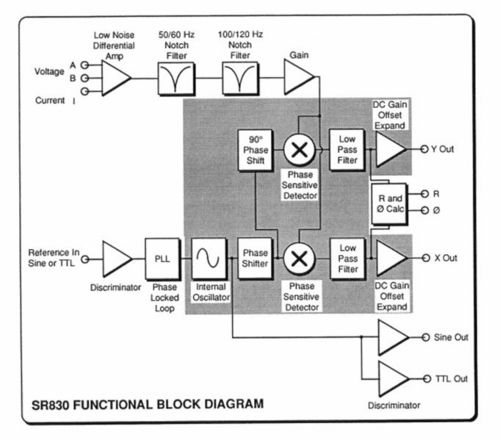 Low Noise
Differential
Amp
50/60 Hz
Notch
Filter
100/120 Hz
Notch
Filter
Gain
Voltage
A
B
Current
I
DC Gain
Offset
Expand
90°
Phase
Shift
Low
Pass
Filter
Y Out
Phase
Sensitive
Detector
R and
Ø Calc
R
Ø
Reference In
Sine or TTL
PLL
Phase
Shifter
Low
Pass
Filter
X Out
Discriminator
Phase
Locked
Loop
Internal
Oscillator
Phase
Sensitive
Detector
DC Gain
Offset
Expand
Sine Out
TTL Out
Discriminator
SR830 FUNCTIONAL BLOCK DIAGRAM